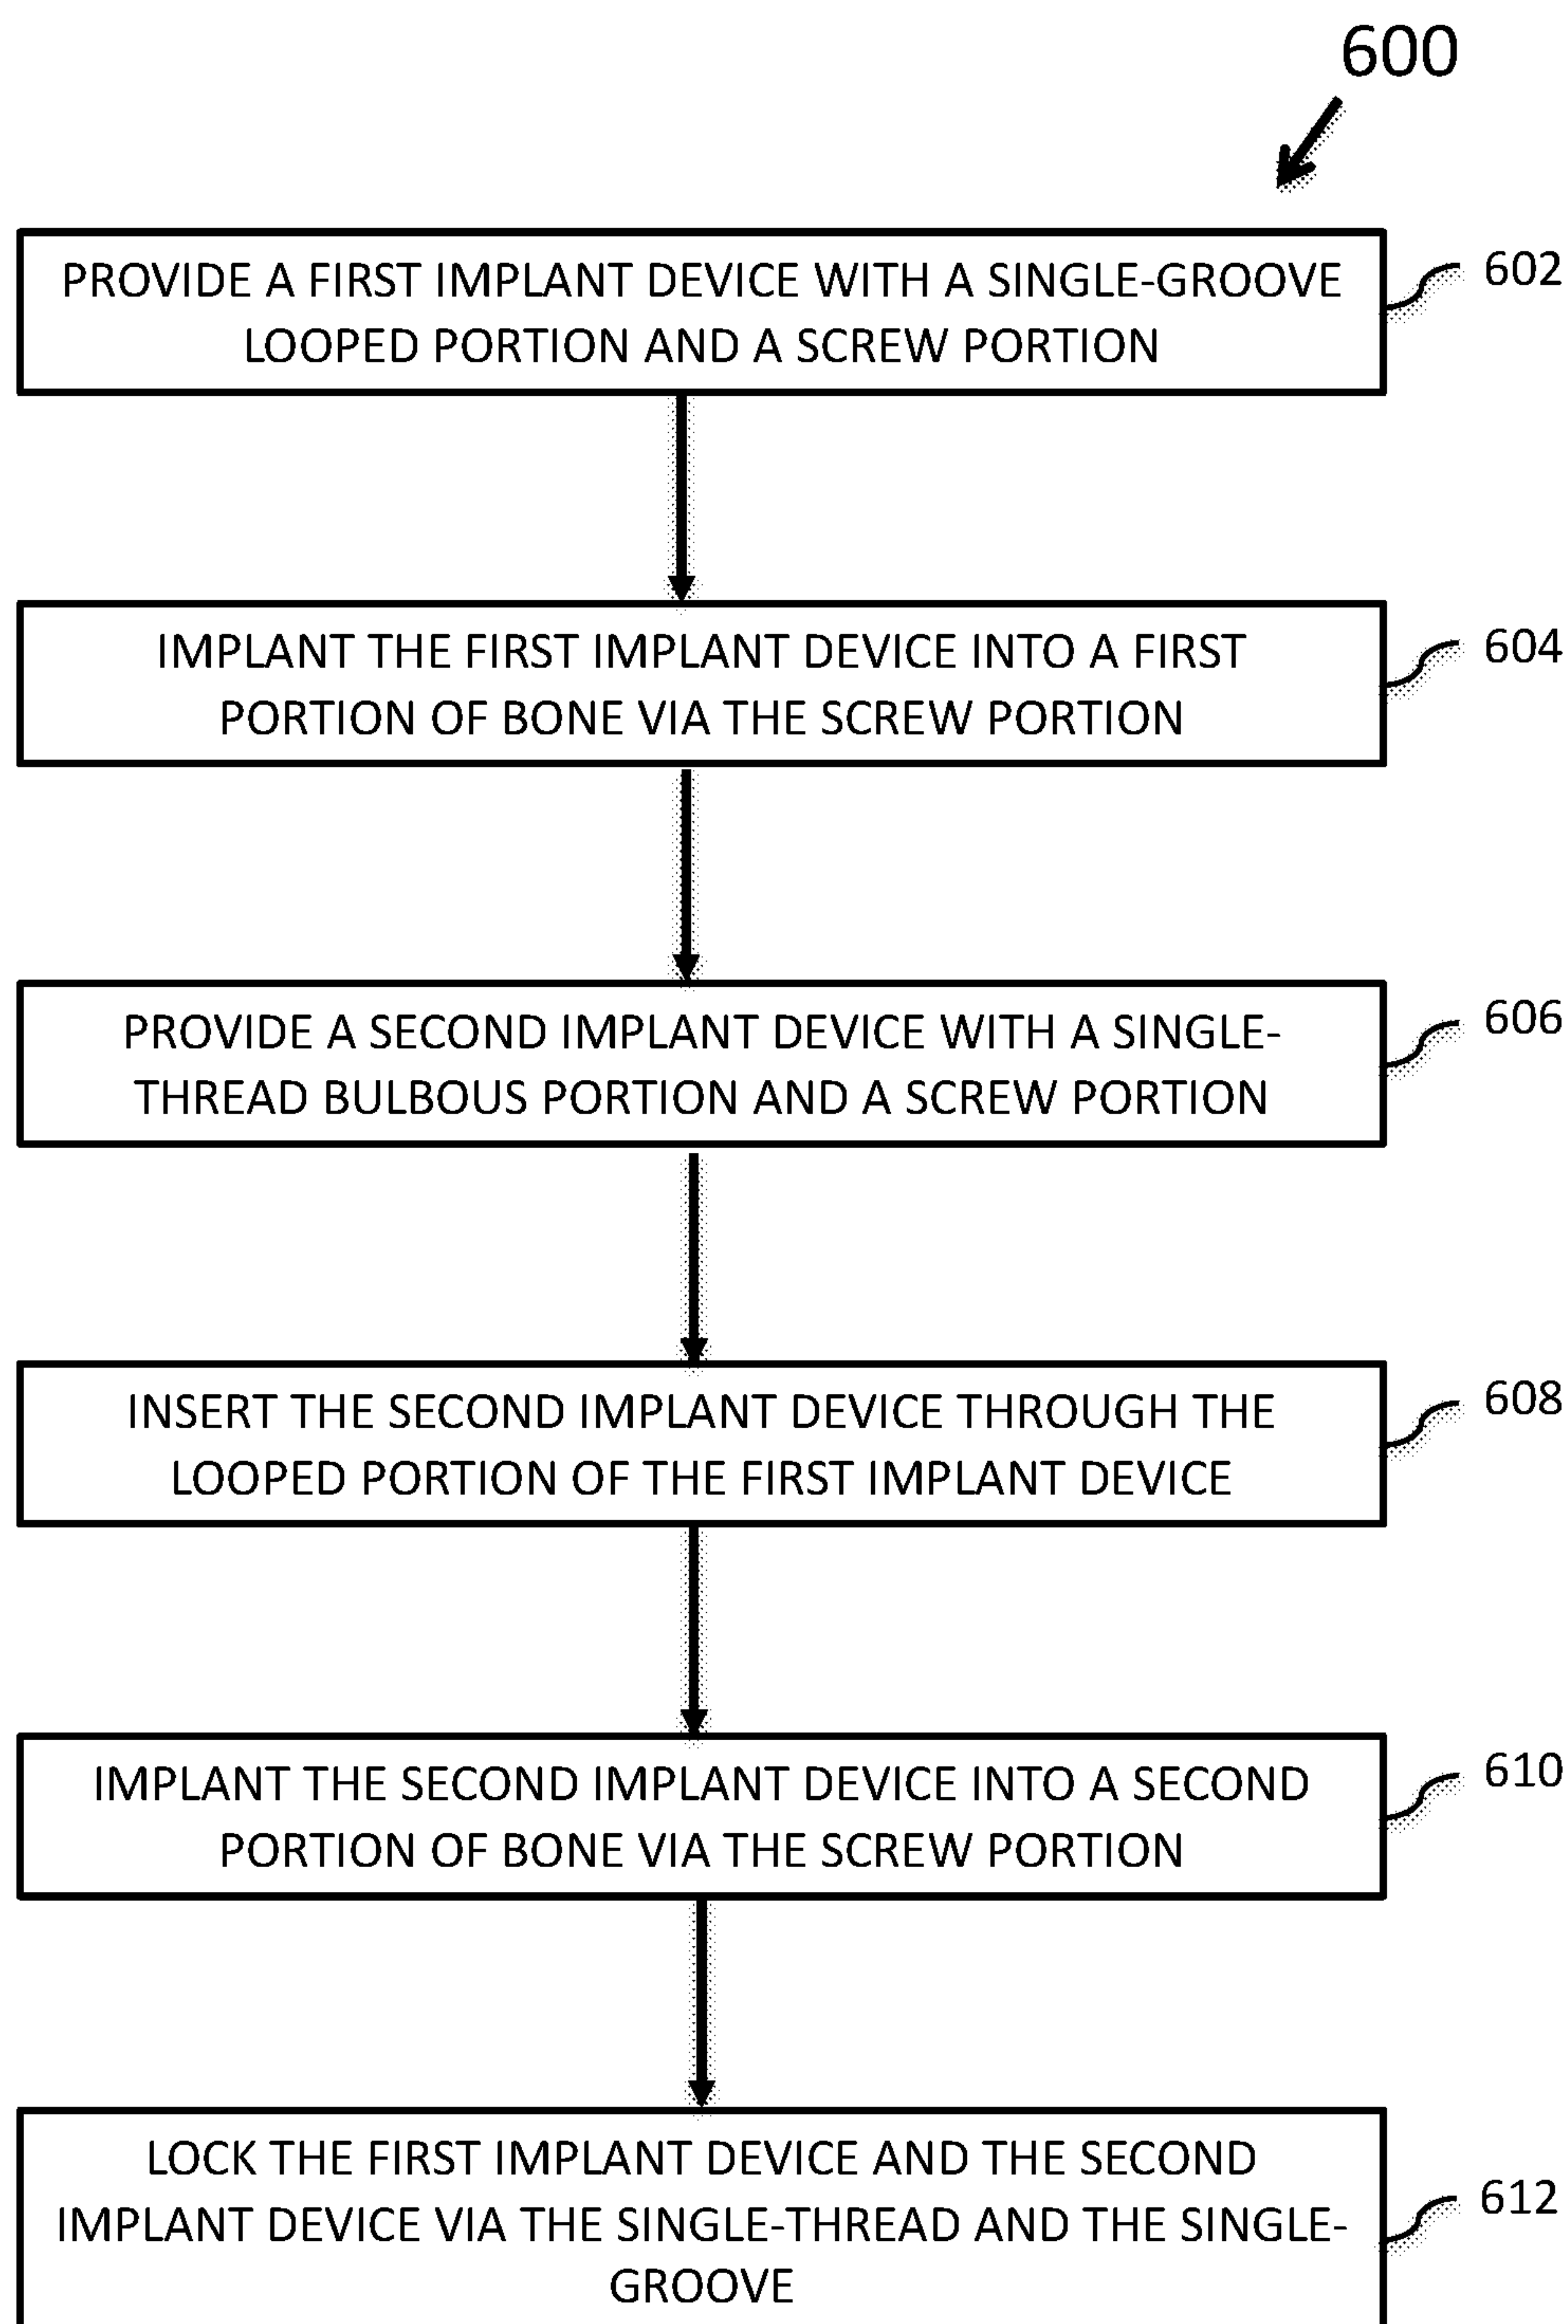 600
PROVIDE A FIRST IMPLANT DEVICE WITH A SINGLE-GROOVE
LOOPED PORTION AND A SCREW PORTION
602
IMPLANT THE FIRST IMPLANT DEVICE INTO A FIRST
PORTION OF BONE VIA THE SCREW PORTION
604
PROVIDE A SECOND IMPLANT DEVICE WITH A SINGLE-
THREAD BULBOUS PORTION AND A SCREW PORTION
606
INSERT THE SECOND IMPLANT DEVICE THROUGH THE
LOOPED PORTION OF THE FIRST IMPLANT DEVICE
608
IMPLANT THE SECOND IMPLANT DEVICE INTO A SECOND
PORTION OF BONE VIA THE SCREW PORTION
610
LOCK THE FIRST IMPLANT DEVICE AND THE SECOND
IMPLANT DEVICE VIA THE SINGLE-THREAD AND THE SINGLE-
GROOVE
612